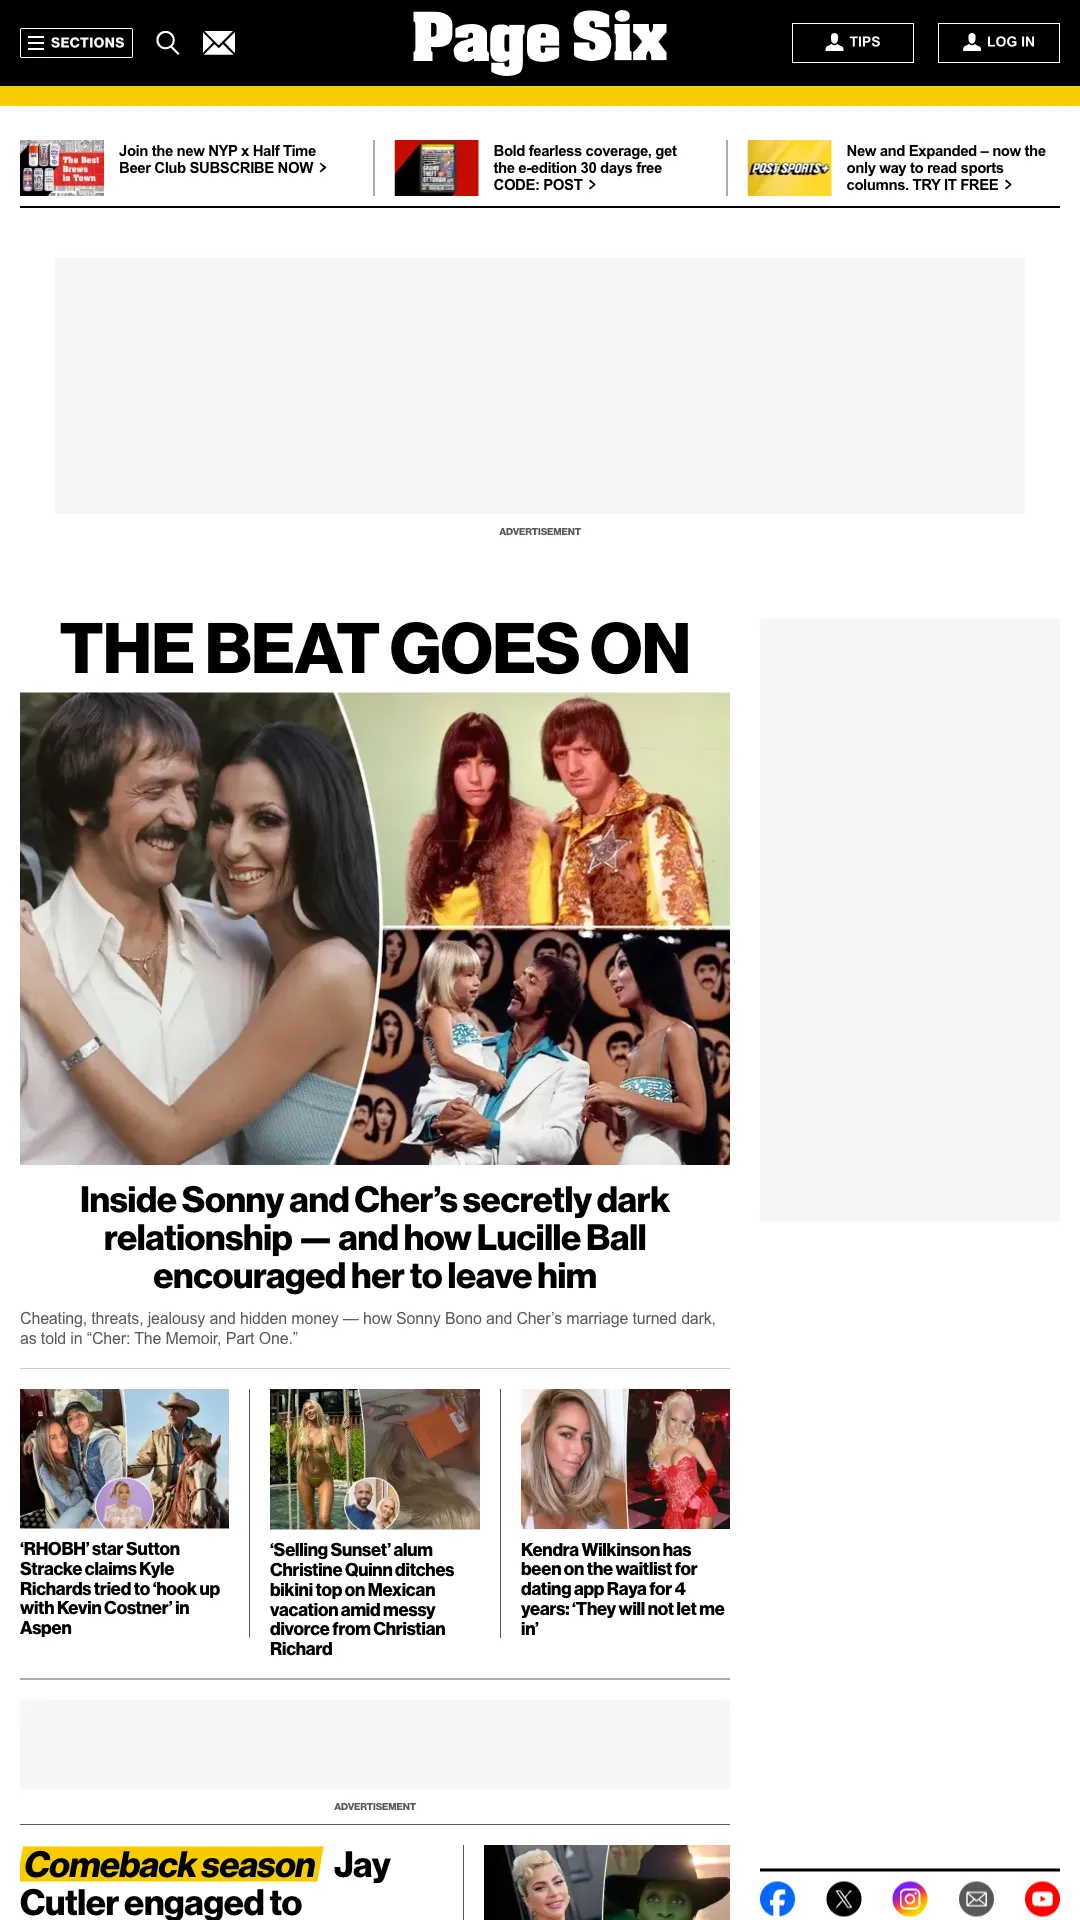 SECTIONS
Page Six
TIPS
LOG IN
The Best
Brews
in Town
Join the new NYP x Half Time
Beer Club SUBSCRIBE NOW >
Bold fearless coverage, get
the e-edition 30 days free
CODE: POST >
POST SPORTS+
New and Expanded – now the
only way to read sports
columns. TRY IT FREE >
ADVERTISEMENT
THE BEAT GOES ON
Inside Sonny and Cher’s secretly dark
relationship — and how Lucille Ball
encouraged her to leave him
Cheating, threats, jealousy and hidden money — how Sonny Bono and Cher’s marriage turned dark,
as told in “Cher: The Memoir, Part One.”
‘RHOBH’ star Sutton
Stracke claims Kyle
Richards tried to ‘hook up
with Kevin Costner’ in
Aspen
‘Selling Sunset’ alum
Christine Quinn ditches
bikini top on Mexican
vacation amid messy
divorce from Christian
Richard
Kendra Wilkinson has
been on the waitlist for
dating app Raya for 4
years: ‘They will not let me
in’
ADVERTISEMENT
Comeback season Jay
Cutler engaged to